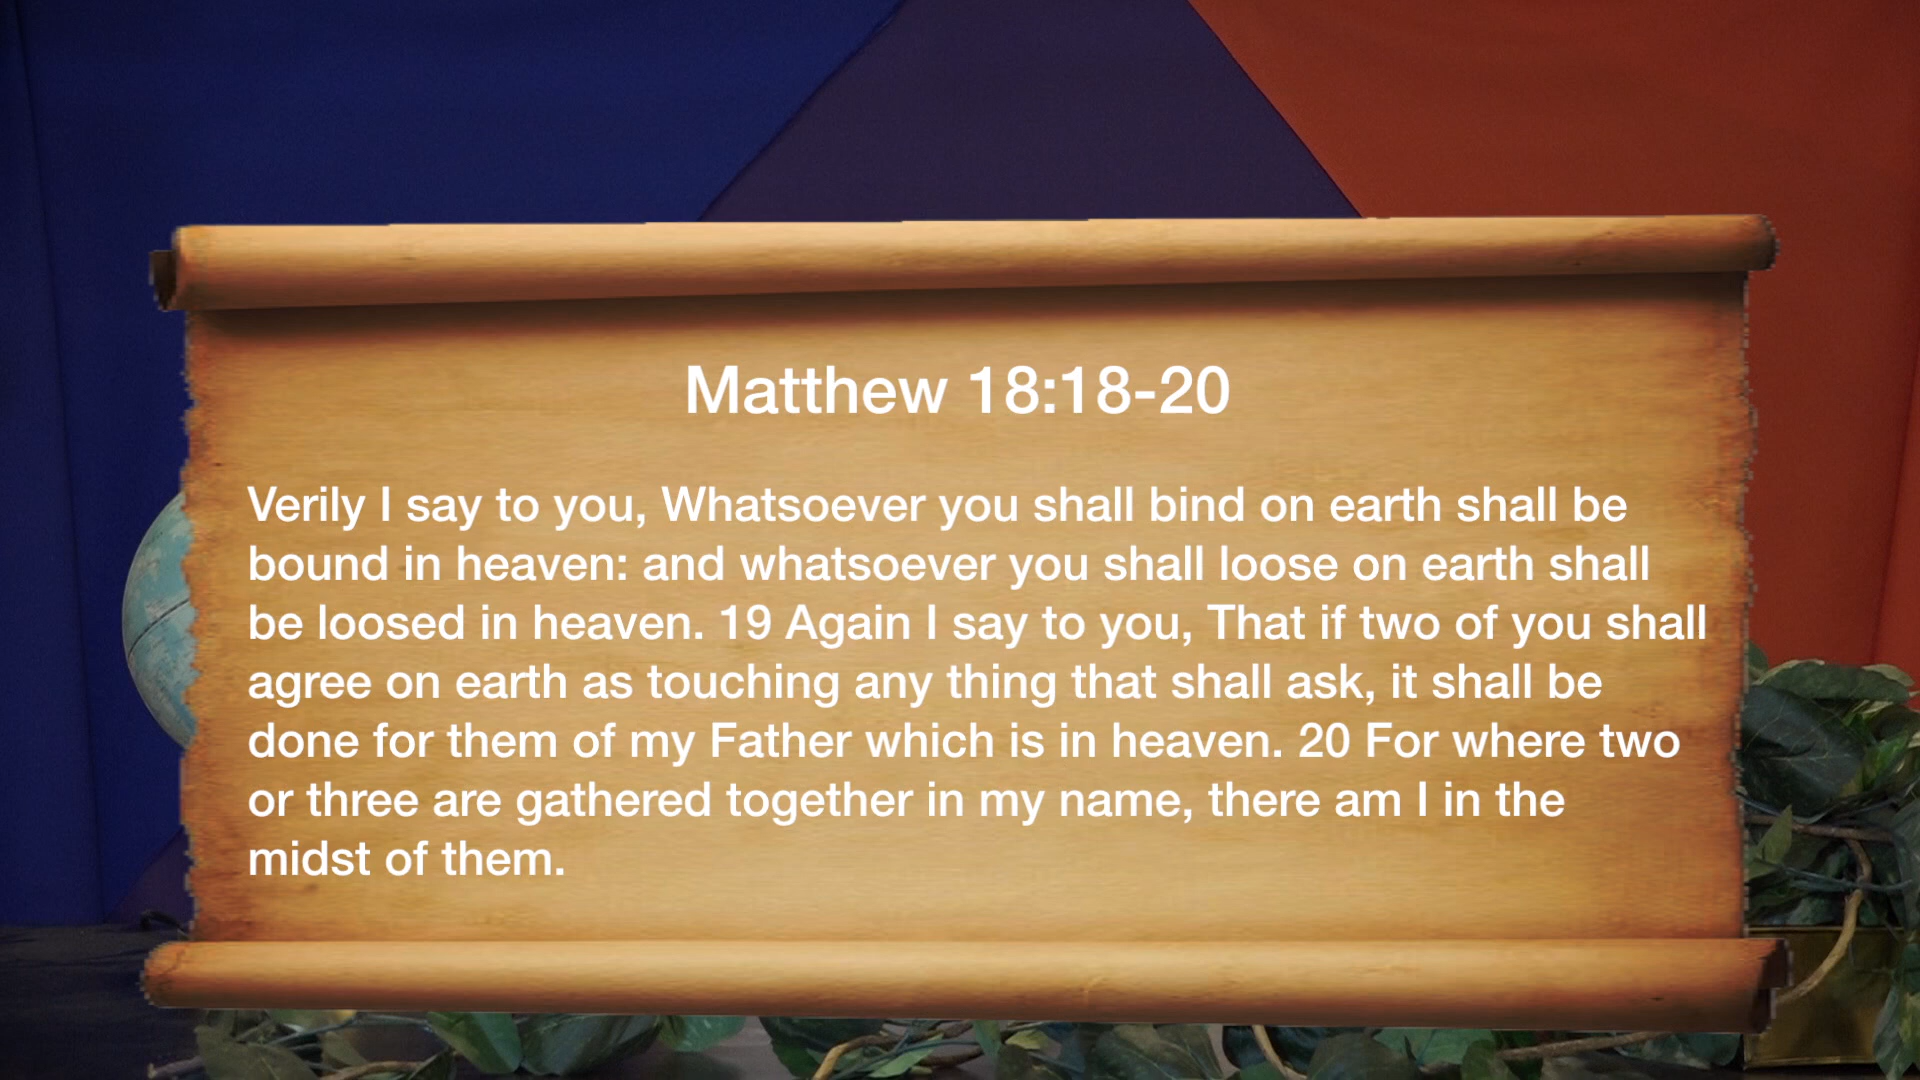 Matthew 18:18-20
Verily I say to you, Whatsoever you shall bind on earth shall be
bound in heaven: and whatsoever you shall loose on earth shall
be loosed in heaven. 19 Again I say to you, That if two of you shall
agree on earth as touching any thing that shall ask, it shall be
done for them of my Father which is in heaven. 20 For where two
or three are gathered together in my name, there am I in the
midst of them.